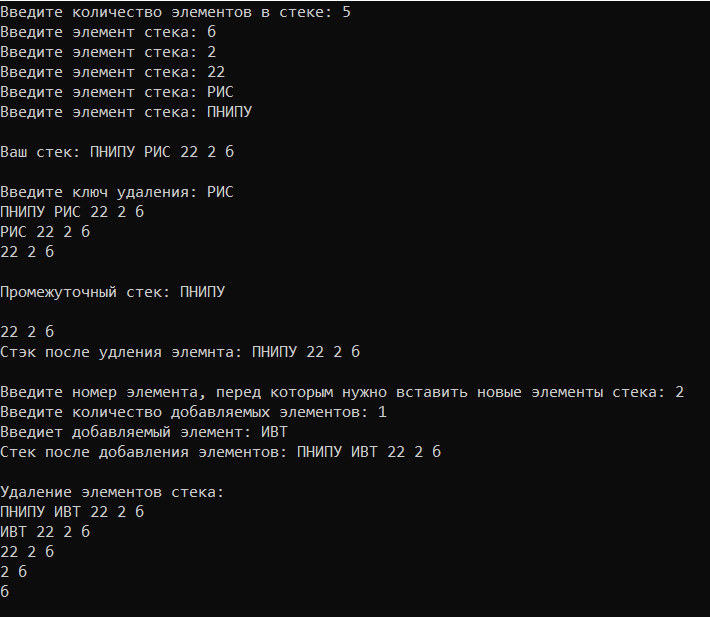 Введите количество элементов в стеке: 5
Введите элемент стека: 6
Введите элемент стека: 2
Введите элемент стека: 22
Введите элемент стека: РИС
Введите элемент стека: ПНИПУ
Ваш стек: ПНИПУ РИС 22 2 6
Введите ключ удаления: РИС
ПНИПУ РИС 22 2 6
РИС 22 2 6
22 2 6
Промежуточный стек: ПНИПУ
22 2 6
Стэк после удления элемнта: ПНИПУ 22 2 6
Введите номер элемента, перед которым нужно вставить новые элементы стека: 2
Введите количество добавляемых элементов: 1
Введиет добавляемый элемент: ИВТ
Стек после добавления элементов: ПНИПУ ИВТ 22 2 6
Удаление элементов стека:
ПНИПУ ИВТ 22 2 6
ИВТ 22 2 6
22 2 6
2 6
6